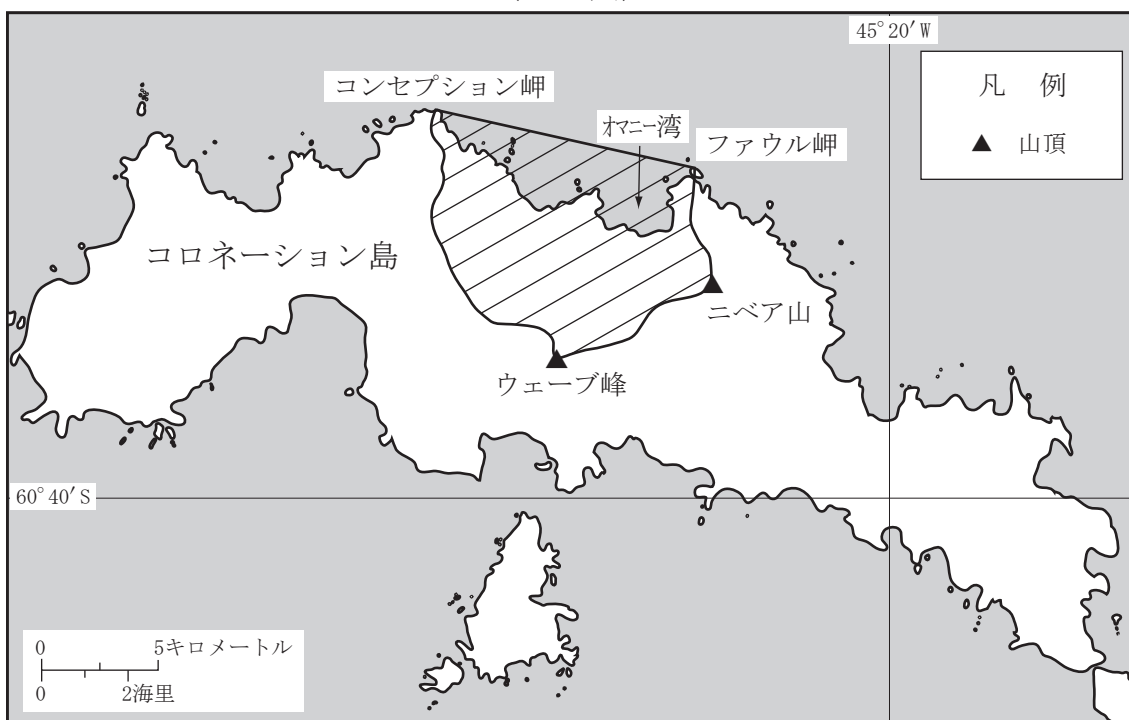 45°20′W
凡例
▲ 山頂
コンセプション岬
オマニー湾
ファウル岬
コロネーション島
ニベア山
ウェーブ峰
60°40′S
0 5キロメートル
0 2海里